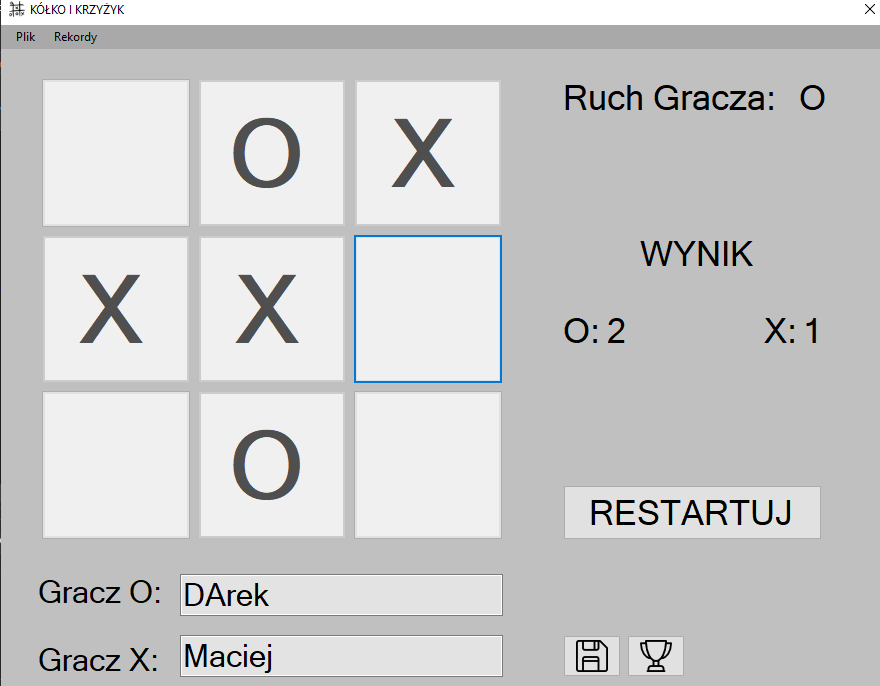 KÓŁKO I KRZYŻYK
Plik Rekordy
O X
Ruch Gracza: O
X X
WYNIK
O: 2 X: 1
O
RESTARTUJ
Gracz O: DArek
Gracz X: Maciej